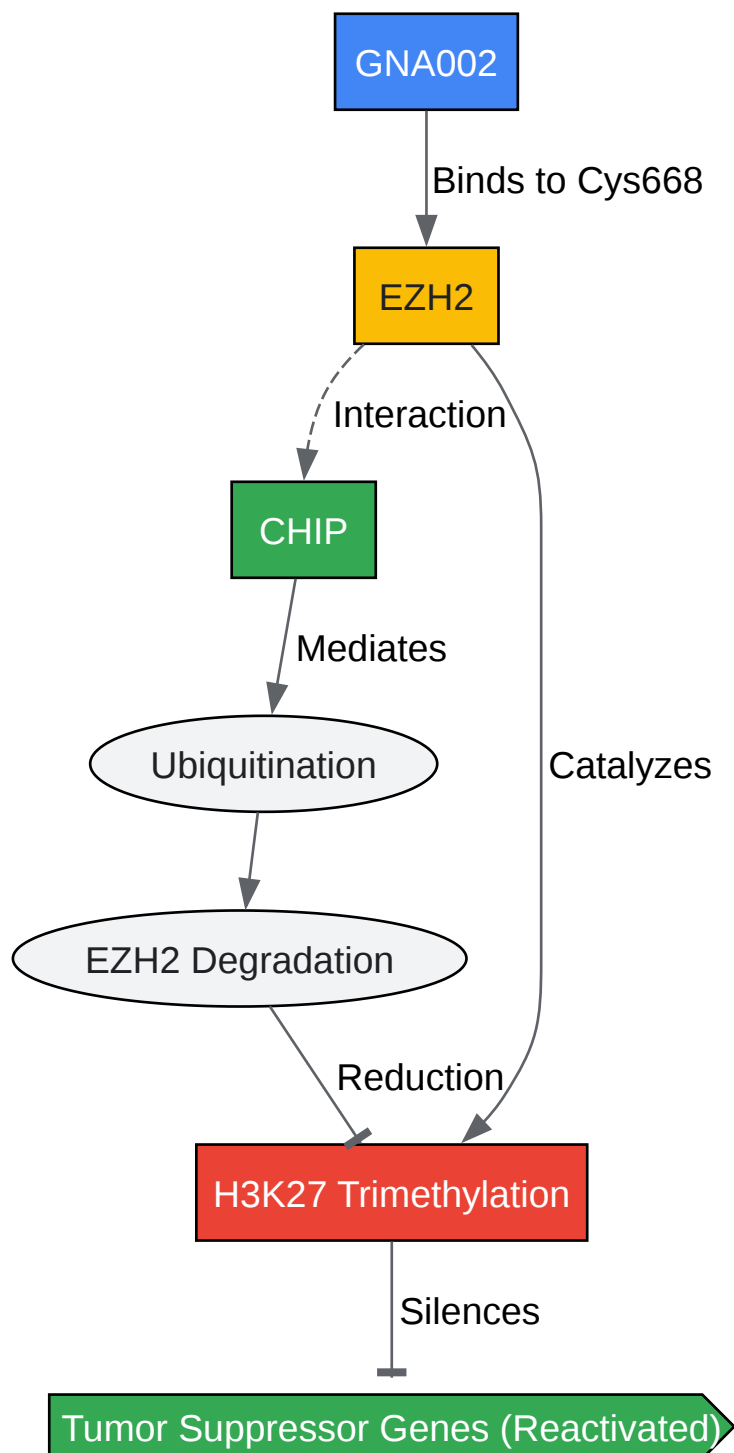 GNA002
Binds to Cys668
EZH2
Interaction
CHIP
Mediates
Ubiquitination
Catalyzes
EZH2 Degradation
Reduction
H3K27 Trimethylation
Silences
Tumor Suppressor Genes (Reactivated)